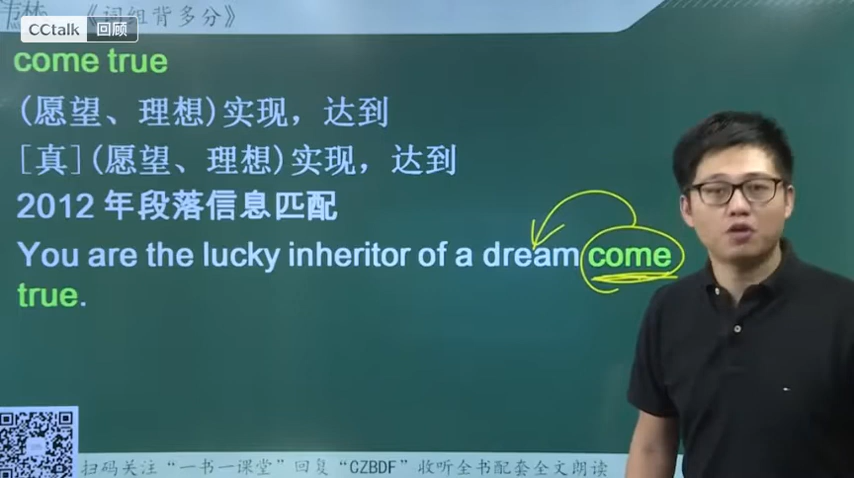 《词组背多分》
CCtalk 回顾
come true
(愿望、理想)实现，达到
[真](愿望、理想)实现，达到
2012 年段落信息匹配
You are the lucky inheritor of a dream come
true.
扫码关注“一书一课堂”回复“CZBDF”收听全书配套全文朗读